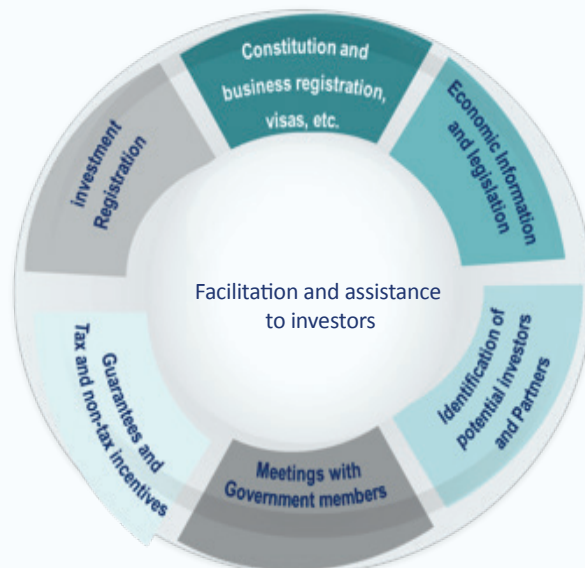 Constitution and
business registration,
visas, etc.
Economic Information
and legislation
Identification of
potential investors
and Partners
Meetings with
Government members
Guarantees and
Tax and non-tax incentives
investment
Registration
Facilitation and assistance
to investors